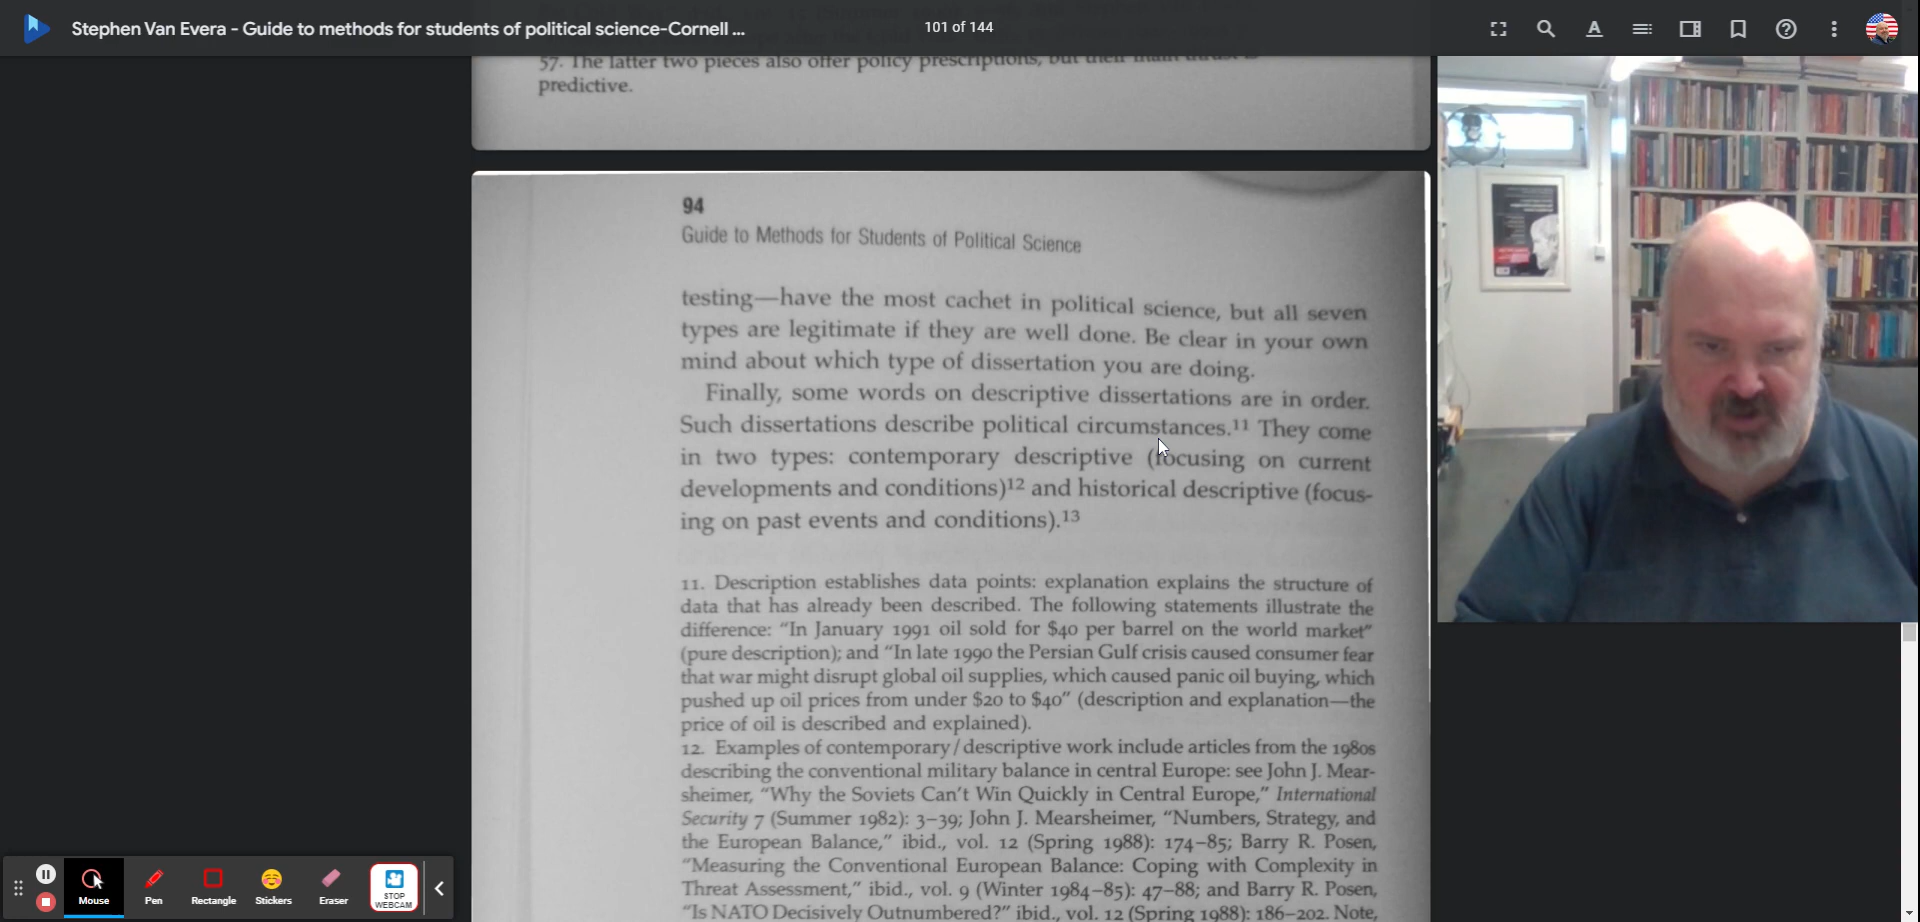 Stephen Van Evera - Guide to methods for students of political science-Cornell ...
101 of 144
57. The latter two pieces also offer policy prescriptions, but their main thrust is
predictive.
94
Guide to Methods for Students of Political Science
testing—have the most cachet in political science, but all seven
types are legitimate if they are well done. Be clear in your own
mind about which type of dissertation you are doing.
Finally, some words on descriptive dissertations are in order.
Such dissertations describe political circumstances.¹¹ They come
in two types: contemporary descriptive (focusing on current
developments and conditions)¹² and historical descriptive (focus-
ing on past events and conditions).¹³
11. Description establishes data points: explanation explains the structure of
data that has already been described. The following statements illustrate the
difference: “In January 1991 oil sold for $40 per barrel on the world market”
(pure description); and “In late 1990 the Persian Gulf crisis caused consumer fear
that war might disrupt global oil supplies, which caused panic oil buying, which
pushed up oil prices from under $20 to $40” (description and explanation—the
price of oil is described and explained).
12. Examples of contemporary/descriptive work include articles from the 1980s
describing the conventional military balance in central Europe: see John J. Mear-
sheimer, “Why the Soviets Can’t Win Quickly in Central Europe,” International
Security 7 (Summer 1982): 3–39; John J. Mearsheimer, “Numbers, Strategy, and
the European Balance,” ibid., vol. 12 (Spring 1988): 174–85; Barry R. Posen,
“Measuring the Conventional European Balance: Coping with Complexity in
Threat Assessment,” ibid., vol. 9 (Winter 1984–85): 47–88; and Barry R. Posen,
“Is NATO Decisively Outnumbered?” ibid., vol. 12 (Spring 1988): 186–202. Note,
Mouse
Pen
Rectangle
Stickers
Eraser
STOP
WEBCAM